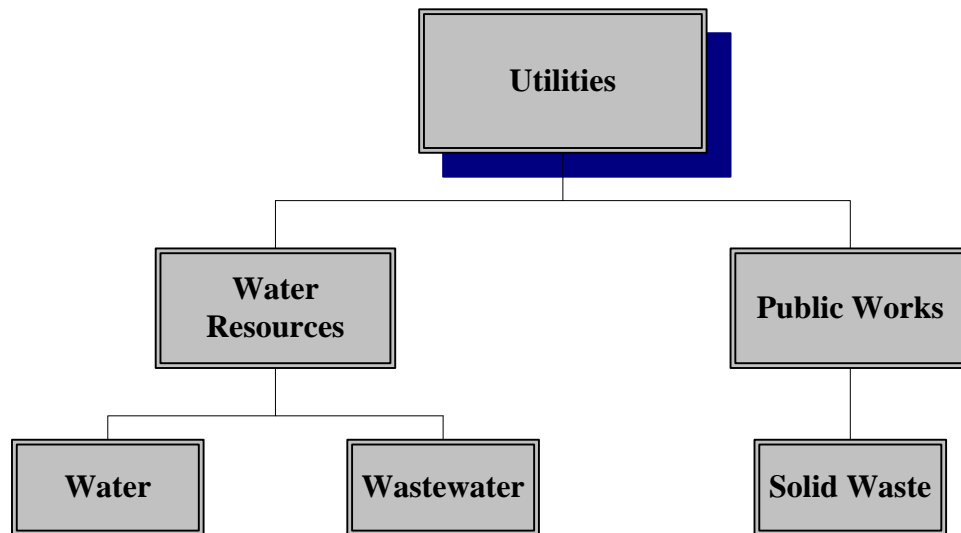 Utilities
Water
Resources
Public Works
Water
Wastewater
Solid Waste